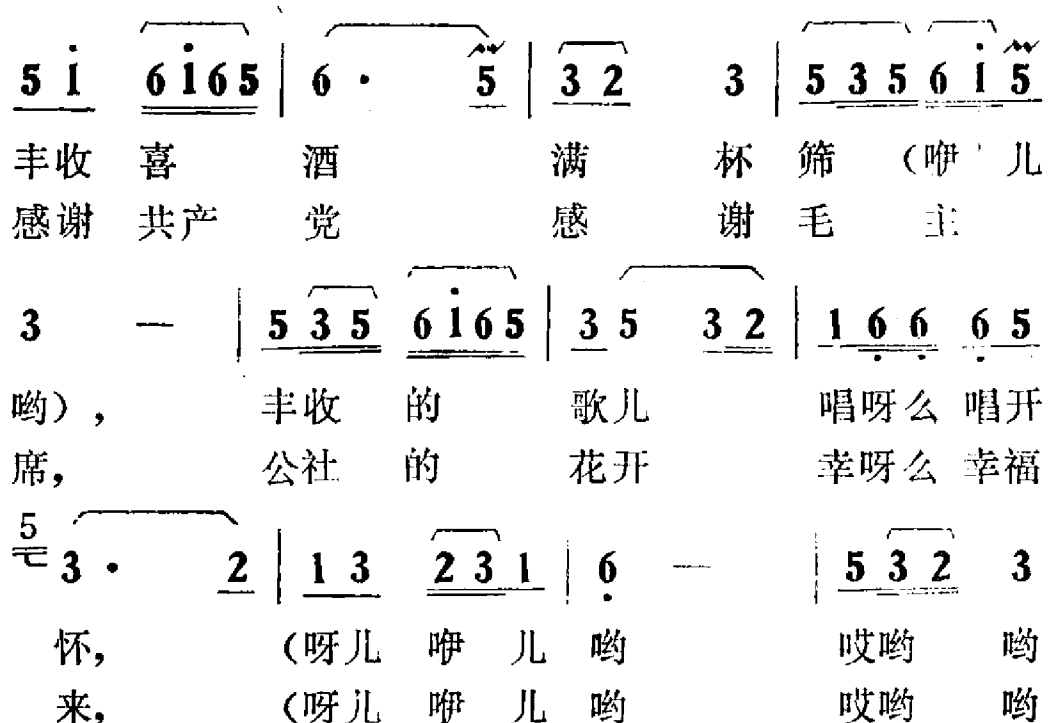 5 i 6 i 6 5 | 6 · 5 | 3 2 3 | 5 3 5 6 i 5
丰收 喜 酒 满 杯 筛 (咿 儿
感谢 共产 党 感 谢 毛 主
3 — | 5 3 5 6 i 6 5 | 3 5 3 2 | 1 6 6 6 5
哟), 丰收 的 歌儿 唱呀么 唱开
席, 公社 的 花开 幸呀么 幸福
5 3 · 2 | 1 3 2 3 1 | 6 — | 5 3 2 3
怀, (呀儿 咿 儿 哟 哎哟 哟
来, (呀儿 咿 儿 哟 哎哟 哟